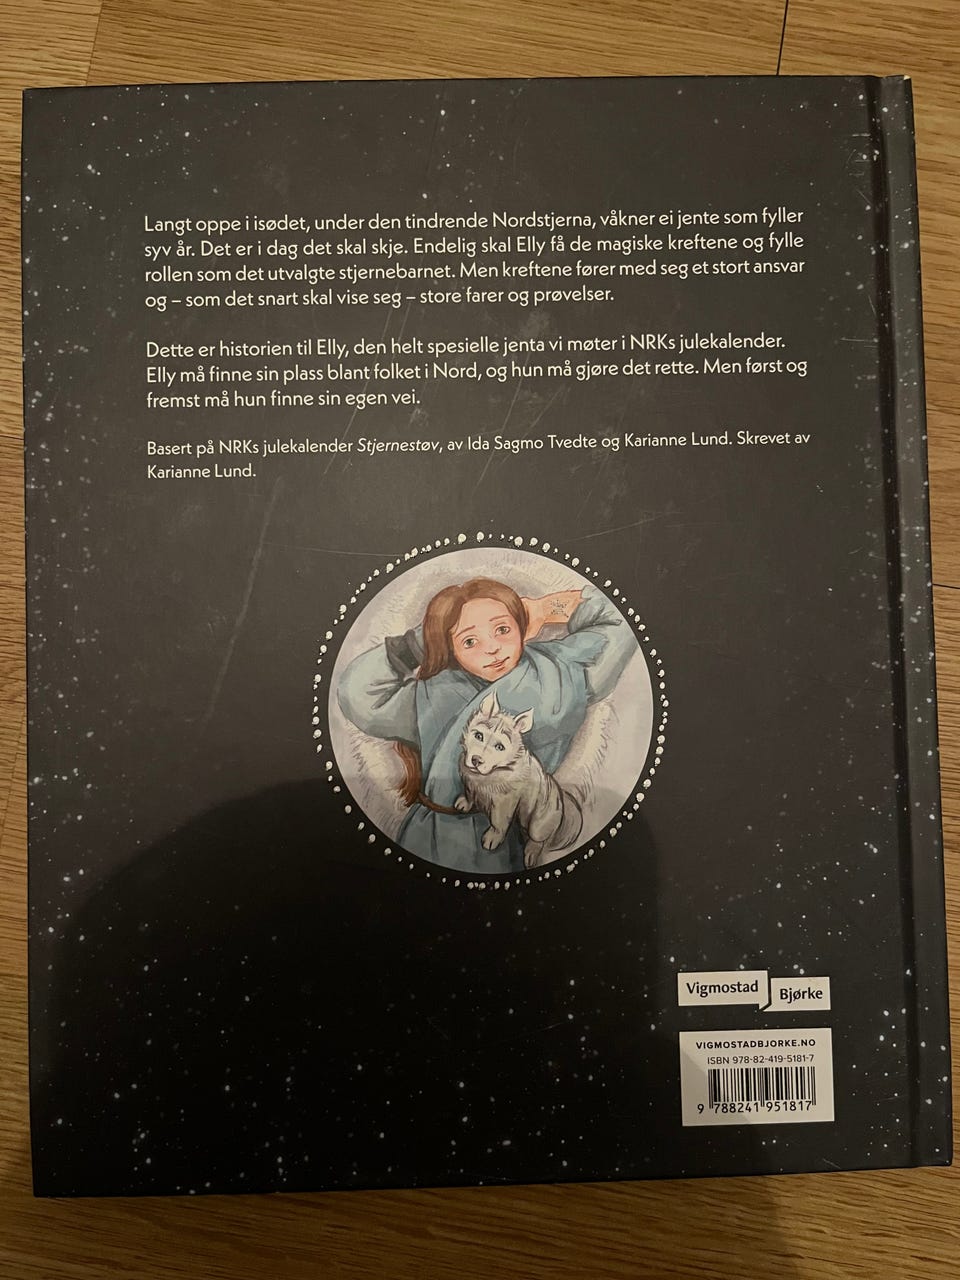 Langt oppe i isødet, under den tindrende Nordstjerna, våkner ei jente som fyller
syv år. Det er i dag det skal skje. Endelig skal Elly få de magiske kreftene og fylle
rollen som det utvalgte stjernebarnet. Men kreftene fører med seg et stort ansvar
og – som det snart skal vise seg – store farer og prøvelser.
Dette er historien til Elly, den helt spesielle jenta vi møter i NRKs julekalender.
Elly må finne sin plass blant folket i Nord, og hun må gjøre det rette. Men først og
fremst må hun finne sin egen vei.
Basert på NRKs julekalender Stjernestøv, av Ida Sagmo Tvedte og Karianne Lund. Skrevet av
Karianne Lund.
Vigmostad
Bjørke
VIGMOSTADBJORKE.NO
ISBN 978-82-419-5181-7
9 788241 951817